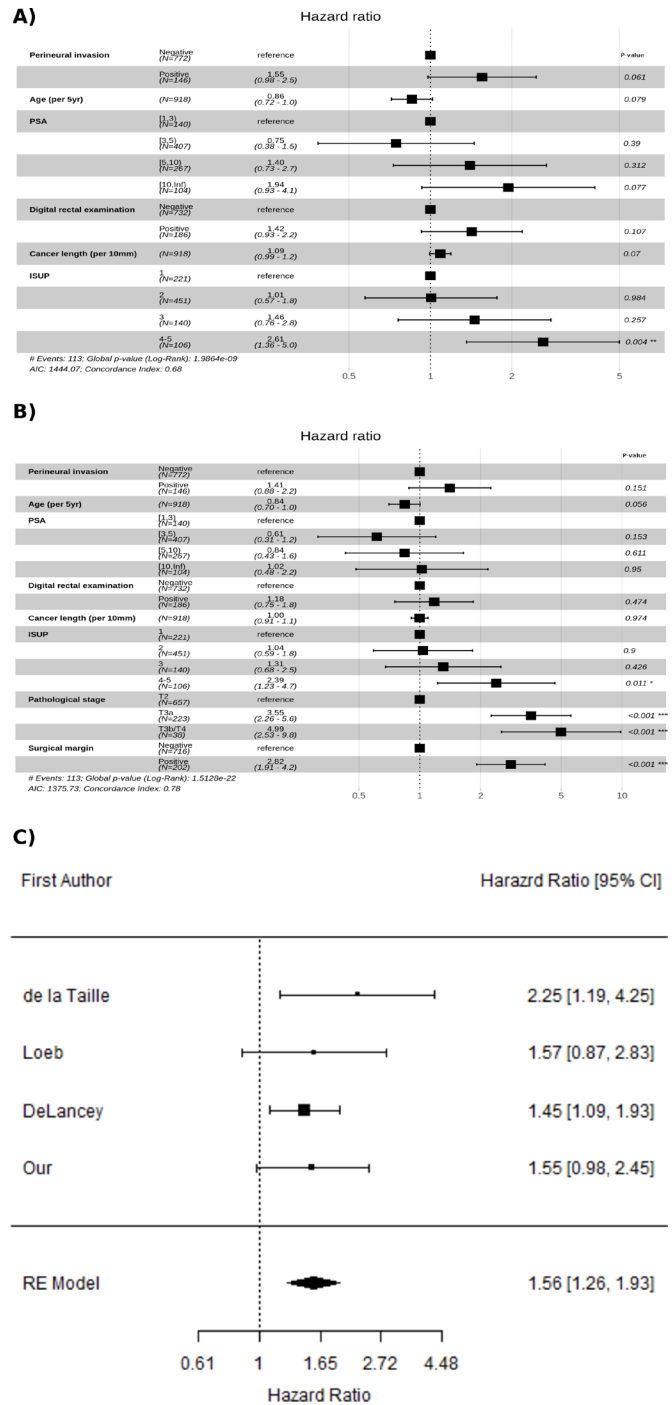 A)
Hazard ratio
Perineural invasion Negative (N=772) reference P-value
Positive (N=146) 1.55 (0.98 - 2.5) 0.061
Age (per 5yr) (N=918) 0.86 (0.72 - 1.0) 0.079
PSA [1,3) (N=140) reference
[3,5) (N=407) 0.75 (0.38 - 1.5) 0.39
[5,10) (N=267) 1.40 (0.73 - 2.7) 0.312
[10,Inf) (N=104) 1.94 (0.93 - 4.1) 0.077
Digital rectal examination Negative (N=732) reference
Positive (N=186) 1.42 (0.93 - 2.2) 0.107
Cancer length (per 10mm) (N=918) 1.09 (0.99 - 1.2) 0.07
ISUP 1 (N=221) reference
2 (N=451) 1.01 (0.57 - 1.8) 0.984
3 (N=140) 1.46 (0.76 - 2.8) 0.257
4-5 (N=106) 2.61 (1.36 - 5.0) 0.004 **
# Events: 113; Global p-value (Log-Rank): 1.9864e-09
AIC: 1444.07; Concordance Index: 0.68
0.5 1 2 5
B)
Hazard ratio
P-value
Perineural invasion Negative (N=772) reference
Positive (N=146) 1.41 (0.88 - 2.2) 0.151
Age (per 5yr) (N=918) 0.84 (0.70 - 1.0) 0.056
PSA [1,3) (N=140) reference
[3,5) (N=407) 0.61 (0.31 - 1.2) 0.153
[5,10) (N=267) 0.84 (0.43 - 1.6) 0.611
[10,Inf) (N=104) 1.02 (0.48 - 2.2) 0.95
Digital rectal examination Negative (N=732) reference
Positive (N=186) 1.18 (0.75 - 1.8) 0.474
Cancer length (per 10mm) (N=918) 1.00 (0.91 - 1.1) 0.974
ISUP 1 (N=221) reference
2 (N=451) 1.04 (0.59 - 1.8) 0.9
3 (N=140) 1.31 (0.68 - 2.5) 0.426
4-5 (N=106) 2.39 (1.23 - 4.7) 0.011 *
Pathological stage T2 (N=657) reference
T3a (N=223) 3.55 (2.26 - 5.6) <0.001 ***
T3b/T4 (N=38) 4.99 (2.53 - 9.8) <0.001 ***
Surgical margin Negative (N=716) reference
Positive (N=202) 2.82 (1.91 - 4.2) <0.001 ***
# Events: 113; Global p-value (Log-Rank): 1.5128e-22
AIC: 1375.73; Concordance Index: 0.78
0.5 1 2 5 10
C)
First Author Harazrd Ratio [95% CI]
de la Taille 2.25 [1.19, 4.25]
Loeb 1.57 [0.87, 2.83]
DeLancey 1.45 [1.09, 1.93]
Our 1.55 [0.98, 2.45]
RE Model 1.56 [1.26, 1.93]
0.61 1 1.65 2.72 4.48
Hazard Ratio